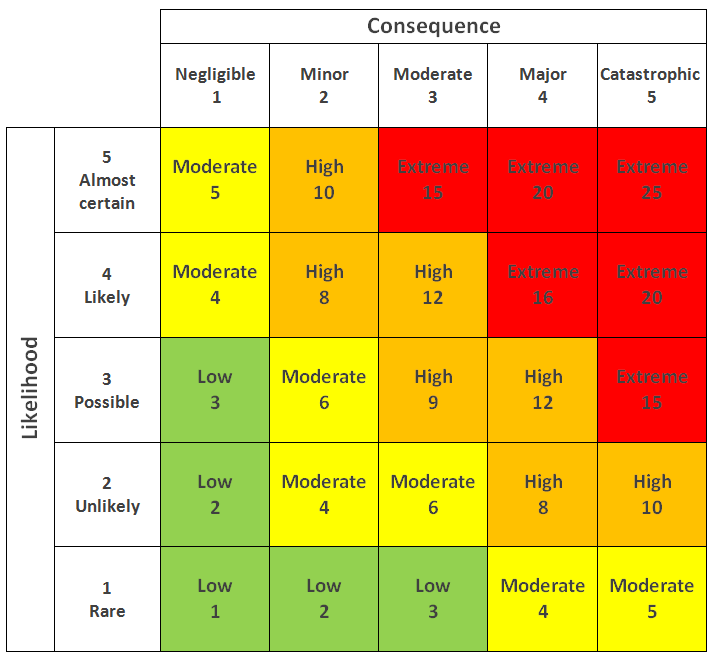 Consequence
Negligible
1
Minor
2
Moderate
3
Major
4
Catastrophic
5
Likelihood
5
Almost
certain
Moderate
5
High
10
Extreme
15
Extreme
20
Extreme
25
4
Likely
Moderate
4
High
8
High
12
Extreme
16
Extreme
20
3
Possible
Low
3
Moderate
6
High
9
High
12
Extreme
15
2
Unlikely
Low
2
Moderate
4
Moderate
6
High
8
High
10
1
Rare
Low
1
Low
2
Low
3
Moderate
4
Moderate
5